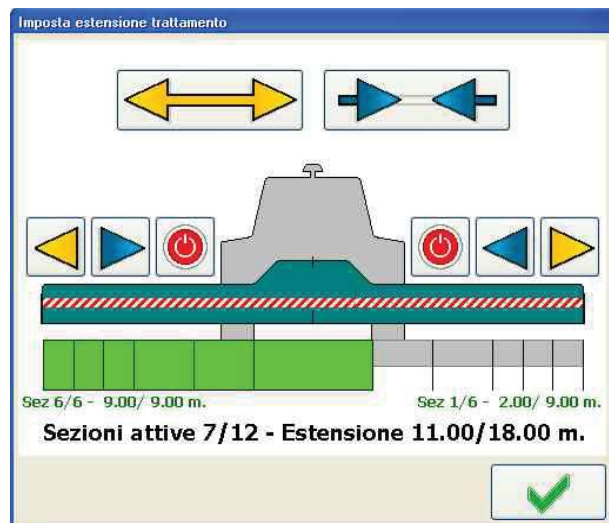 Imposta estensione trattamento
Sez 6/6 - 9.00/ 9.00 m.
Sez 1/6 - 2.00/ 9.00 m.
Sezioni attive 7/12 - Estensione 11.00/18.00 m.